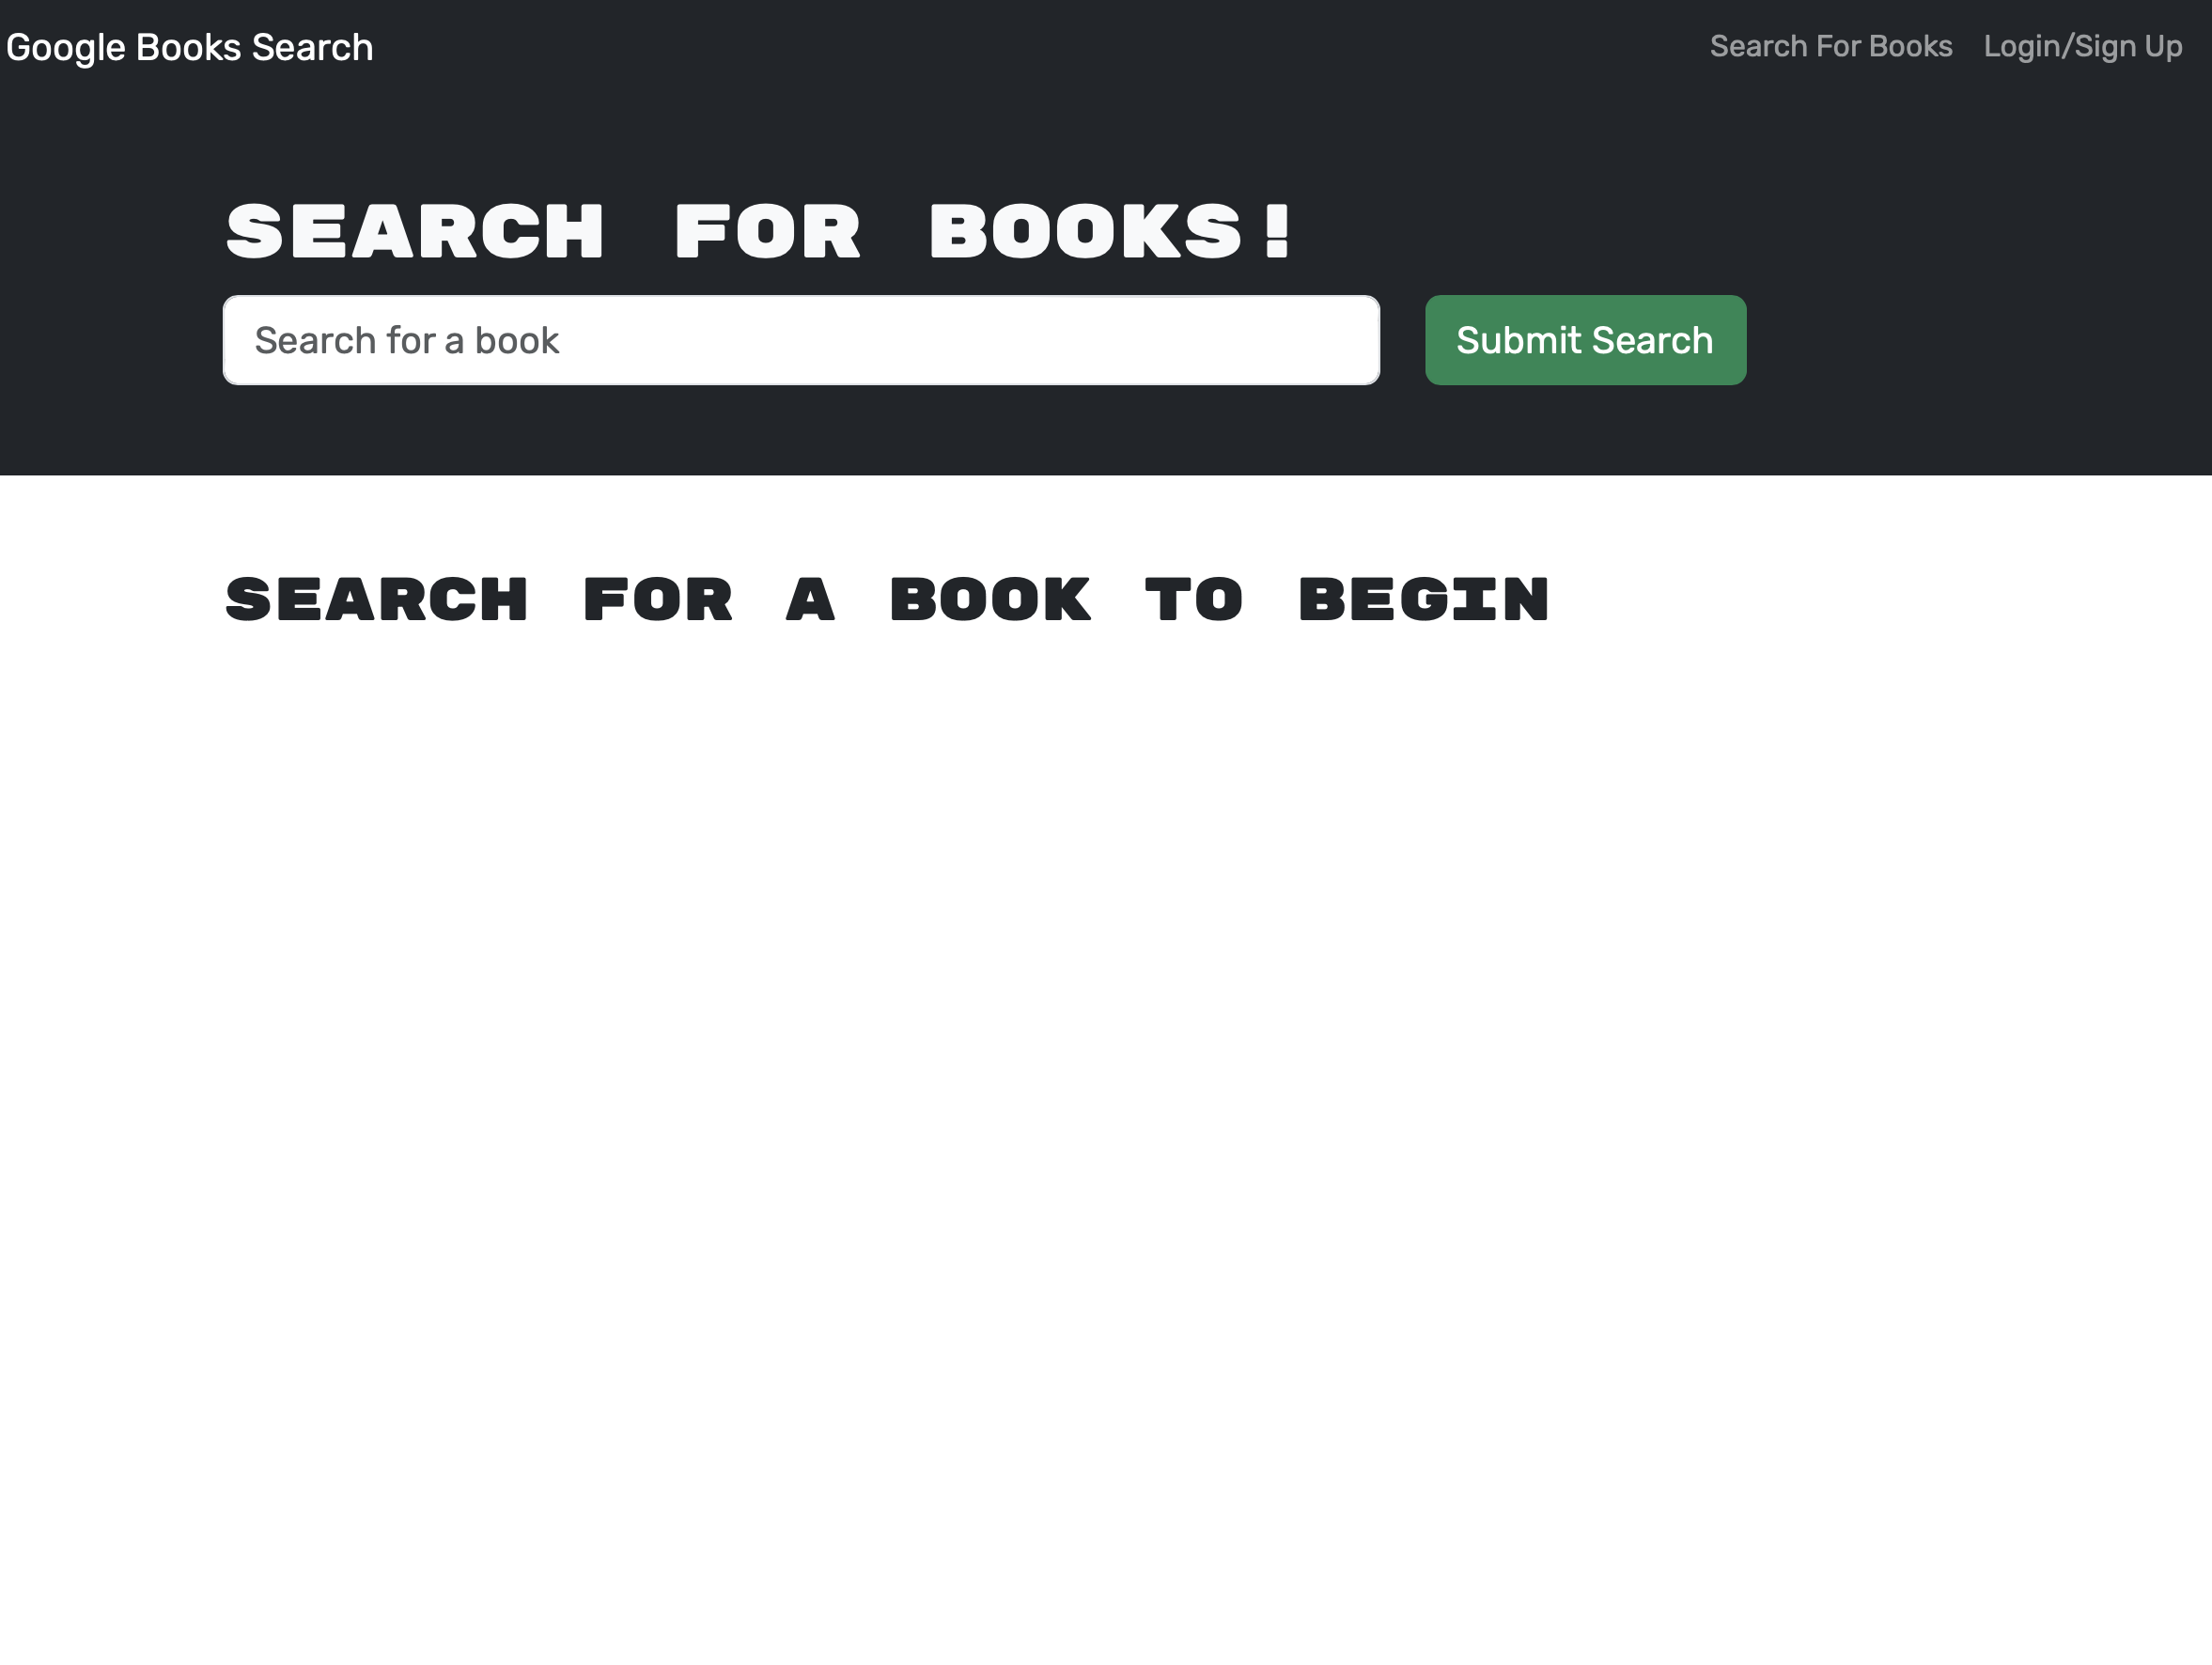 Google Books Search
Search For Books
Login/Sign Up
SEARCH FOR BOOKS!
Search for a book
Submit Search
SEARCH FOR A BOOK TO BEGIN